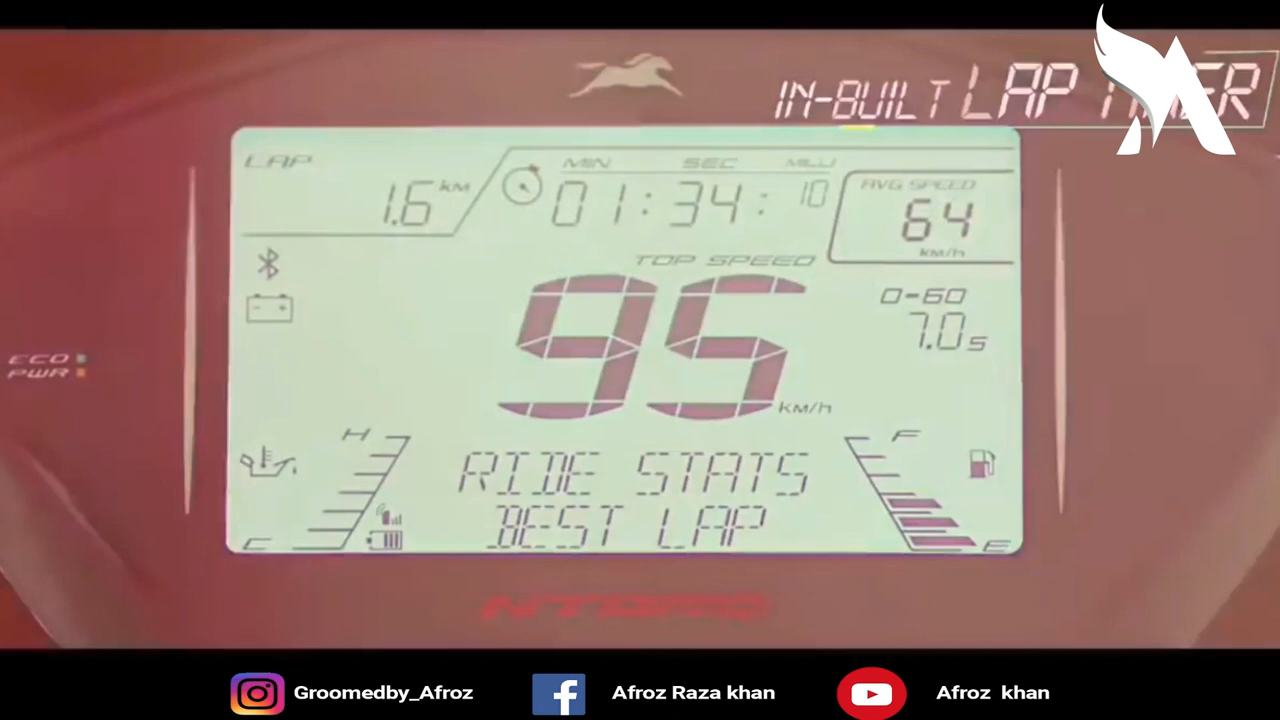 IN-BUILT LAP TIMER
LAP
1.6 KM
MIN SEC MILLI
01:34:10
AVG SPEED
64
KM/H
TOP SPEED
95
KM/H
0-60
7.0s
ECO
PWR
H
C
F
E
RIDE STATS
BEST LAP
NTORQ
Groomedby_Afroz
Afroz Raza khan
Afroz khan